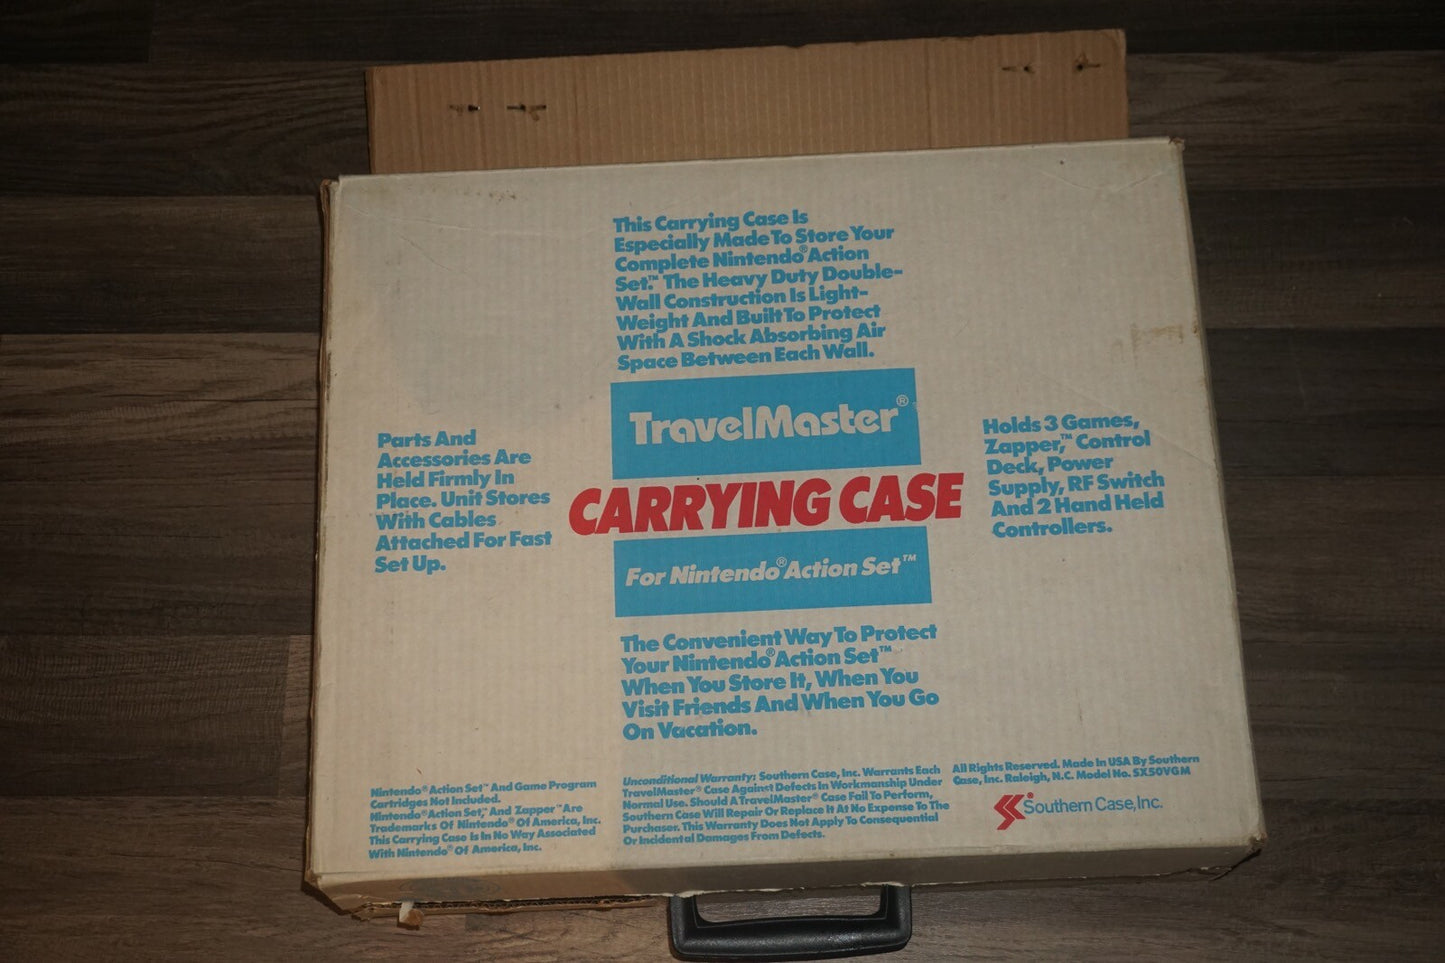 This Carrying Case Is
Especially Made To Store Your
Complete Nintendo® Action
Set.™ The Heavy Duty Double-
Wall Construction Is Light-
Weight And Built To Protect
With A Shock Absorbing Air
Space Between Each Wall.
TravelMaster®
CARRYING CASE
For Nintendo® Action Set™
Parts And
Accessories Are
Held Firmly In
Place. Unit Stores
With Cables
Attached For Fast
Set Up.
Holds 3 Games,
Zapper,™ Control
Deck, Power
Supply, RF Switch
And 2 Hand Held
Controllers.
The Convenient Way To Protect
Your Nintendo® Action Set™
When You Store It, When You
Visit Friends And When You Go
On Vacation.
Nintendo® Action Set™ And Game Program
Cartridges Not Included.
Nintendo® Action Set,™ And Zapper™ Are
Trademarks Of Nintendo® Of America, Inc.
This Carrying Case Is In No Way Associated
With Nintendo® Of America, Inc.
Unconditional Warranty: Southern Case, Inc. Warrants Each
TravelMaster® Case Against Defects In Workmanship Under
Normal Use. Should A TravelMaster® Case Fail To Perform,
Southern Case Will Repair Or Replace It At No Expense To The
Purchaser. This Warranty Does Not Apply To Consequential
Or Incidental Damages From Defects.
All Rights Reserved. Made In USA By Southern
Case, Inc. Raleigh, N.C. Model No. SX50VGM
Southern Case, Inc.